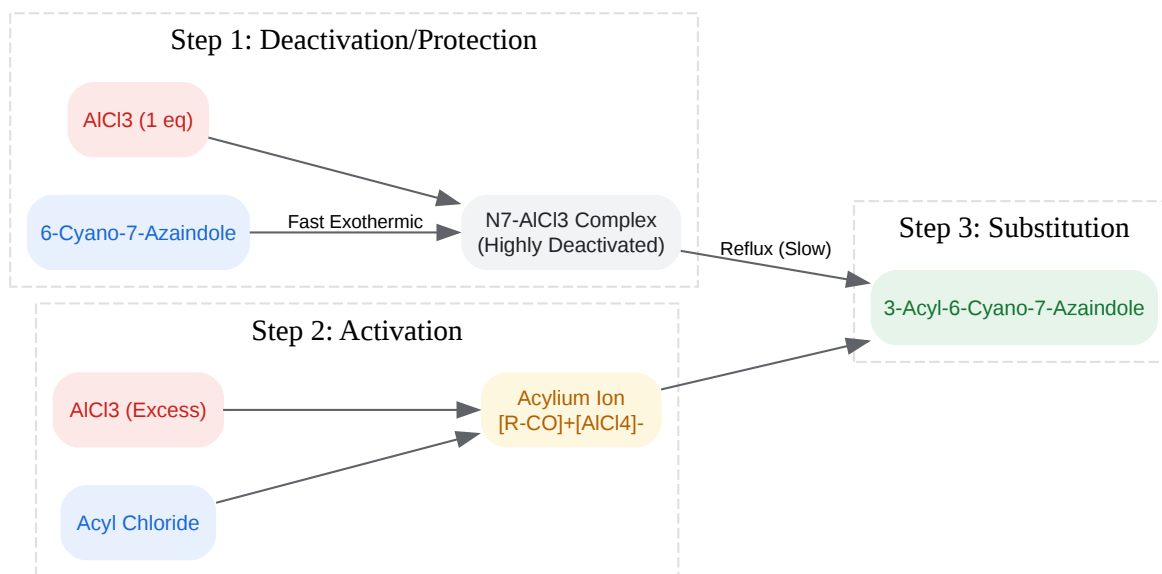 Step 1: Deactivation/Protection
AlCl3 (1 eq)
6-Cyano-7-Azaindole
Fast Exothermic
N7-AlCl3 Complex
(Highly Deactivated)
Reflux (Slow)
Step 3: Substitution
3-Acyl-6-Cyano-7-Azaindole
Step 2: Activation
AlCl3 (Excess)
Acylium Ion
[R-CO]+[AlCl4]-
Acyl Chloride